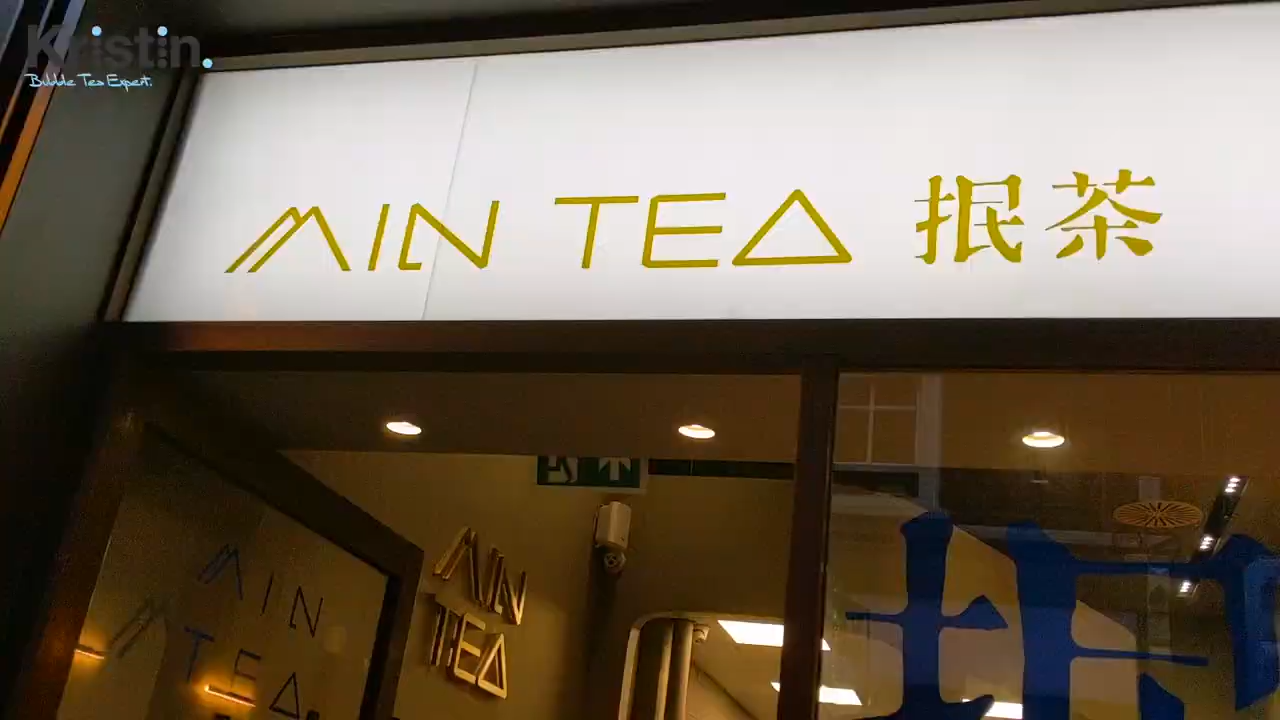 Kristin.
Bubble Tea Expert.
MIN TEA 抿茶
MIN
TEA
MIN
TEA